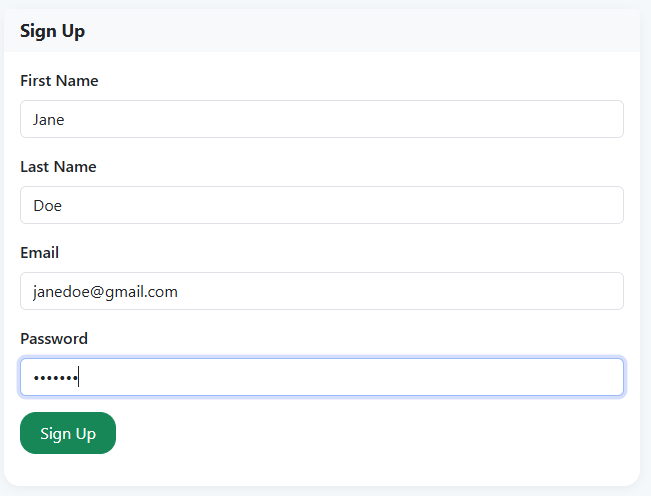 Sign Up
First Name
Jane
Last Name
Doe
Email
janedoe@gmail.com
Password
•••••••
Sign Up